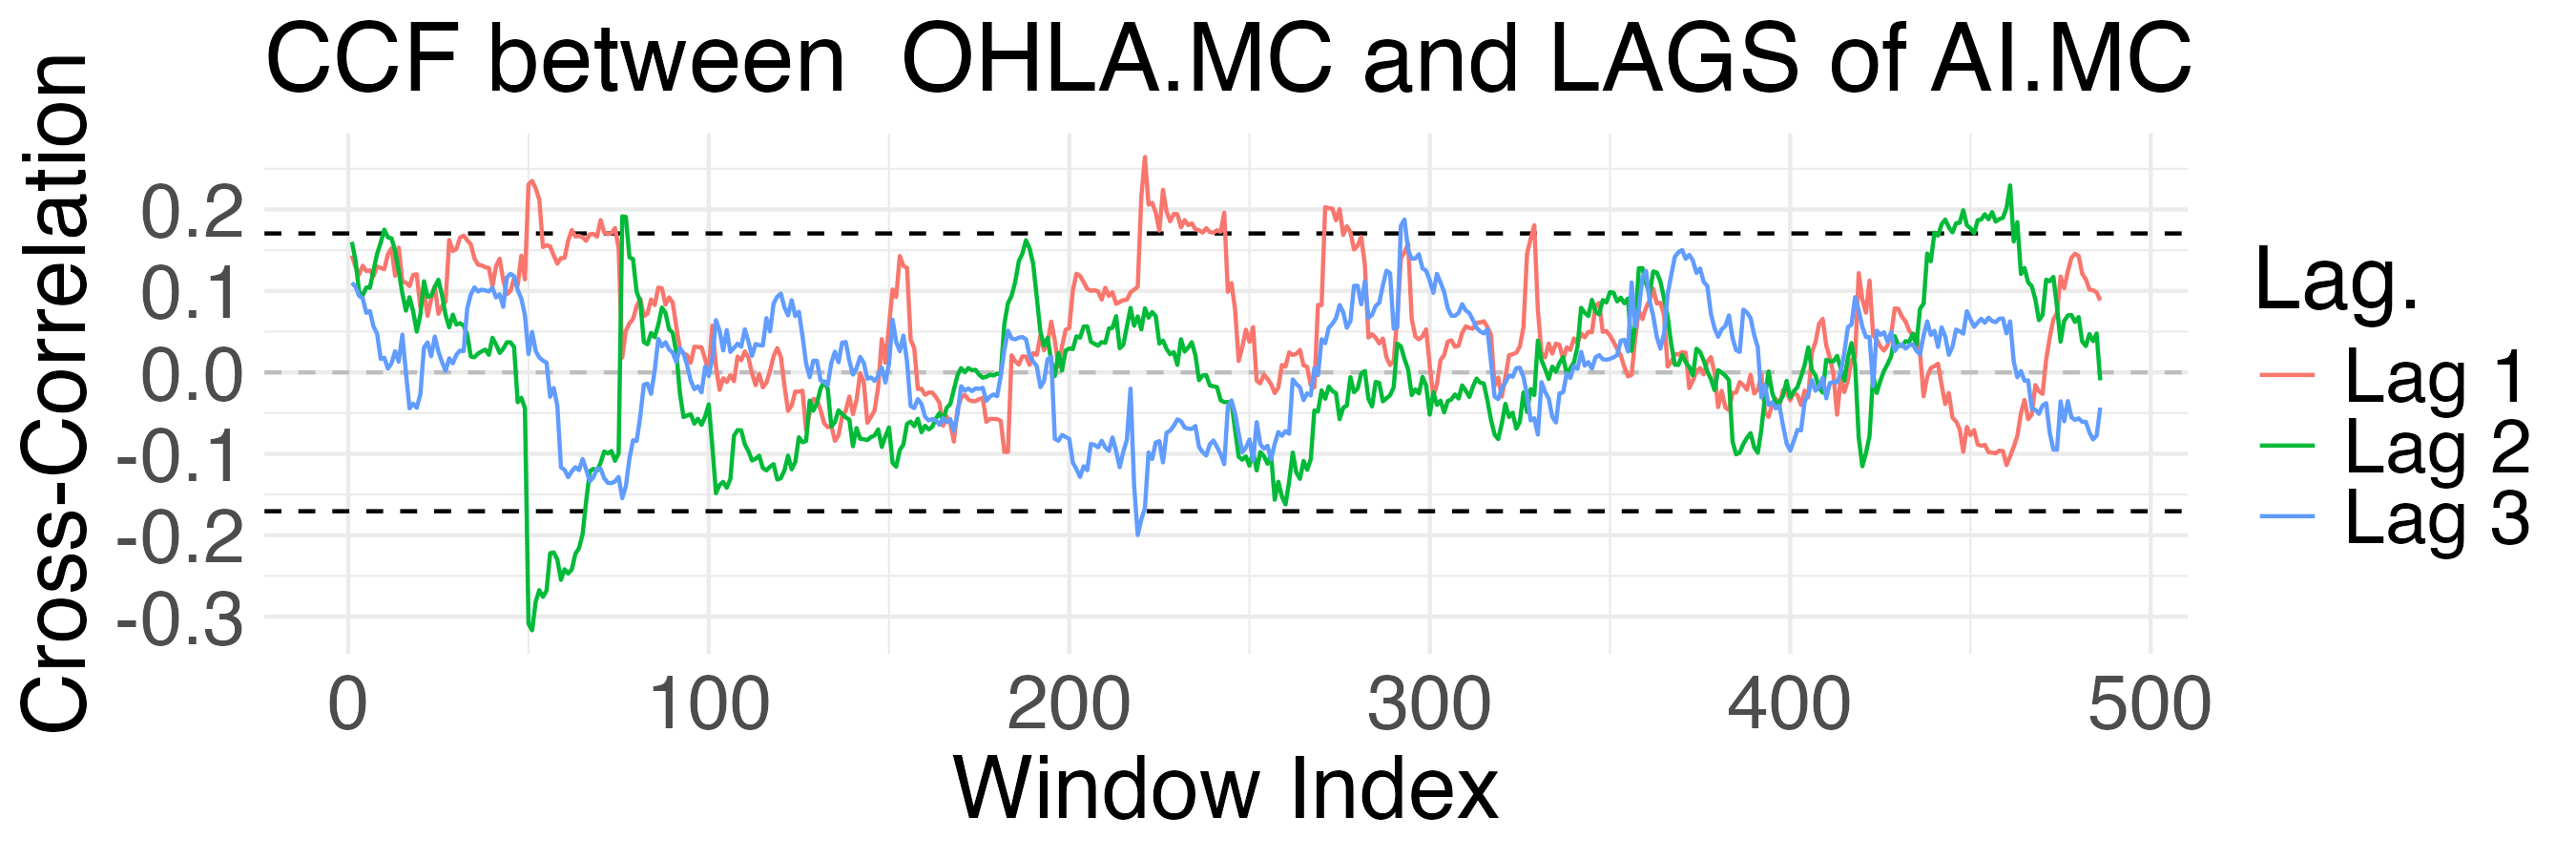 CCF between  OHLA.MC and LAGS of AI.MC
Cross-Correlation
0.2
0.1
0.0
-0.1
-0.2
-0.3
0 100 200 300 400 500
Window Index
Lag.
Lag 1
Lag 2
Lag 3